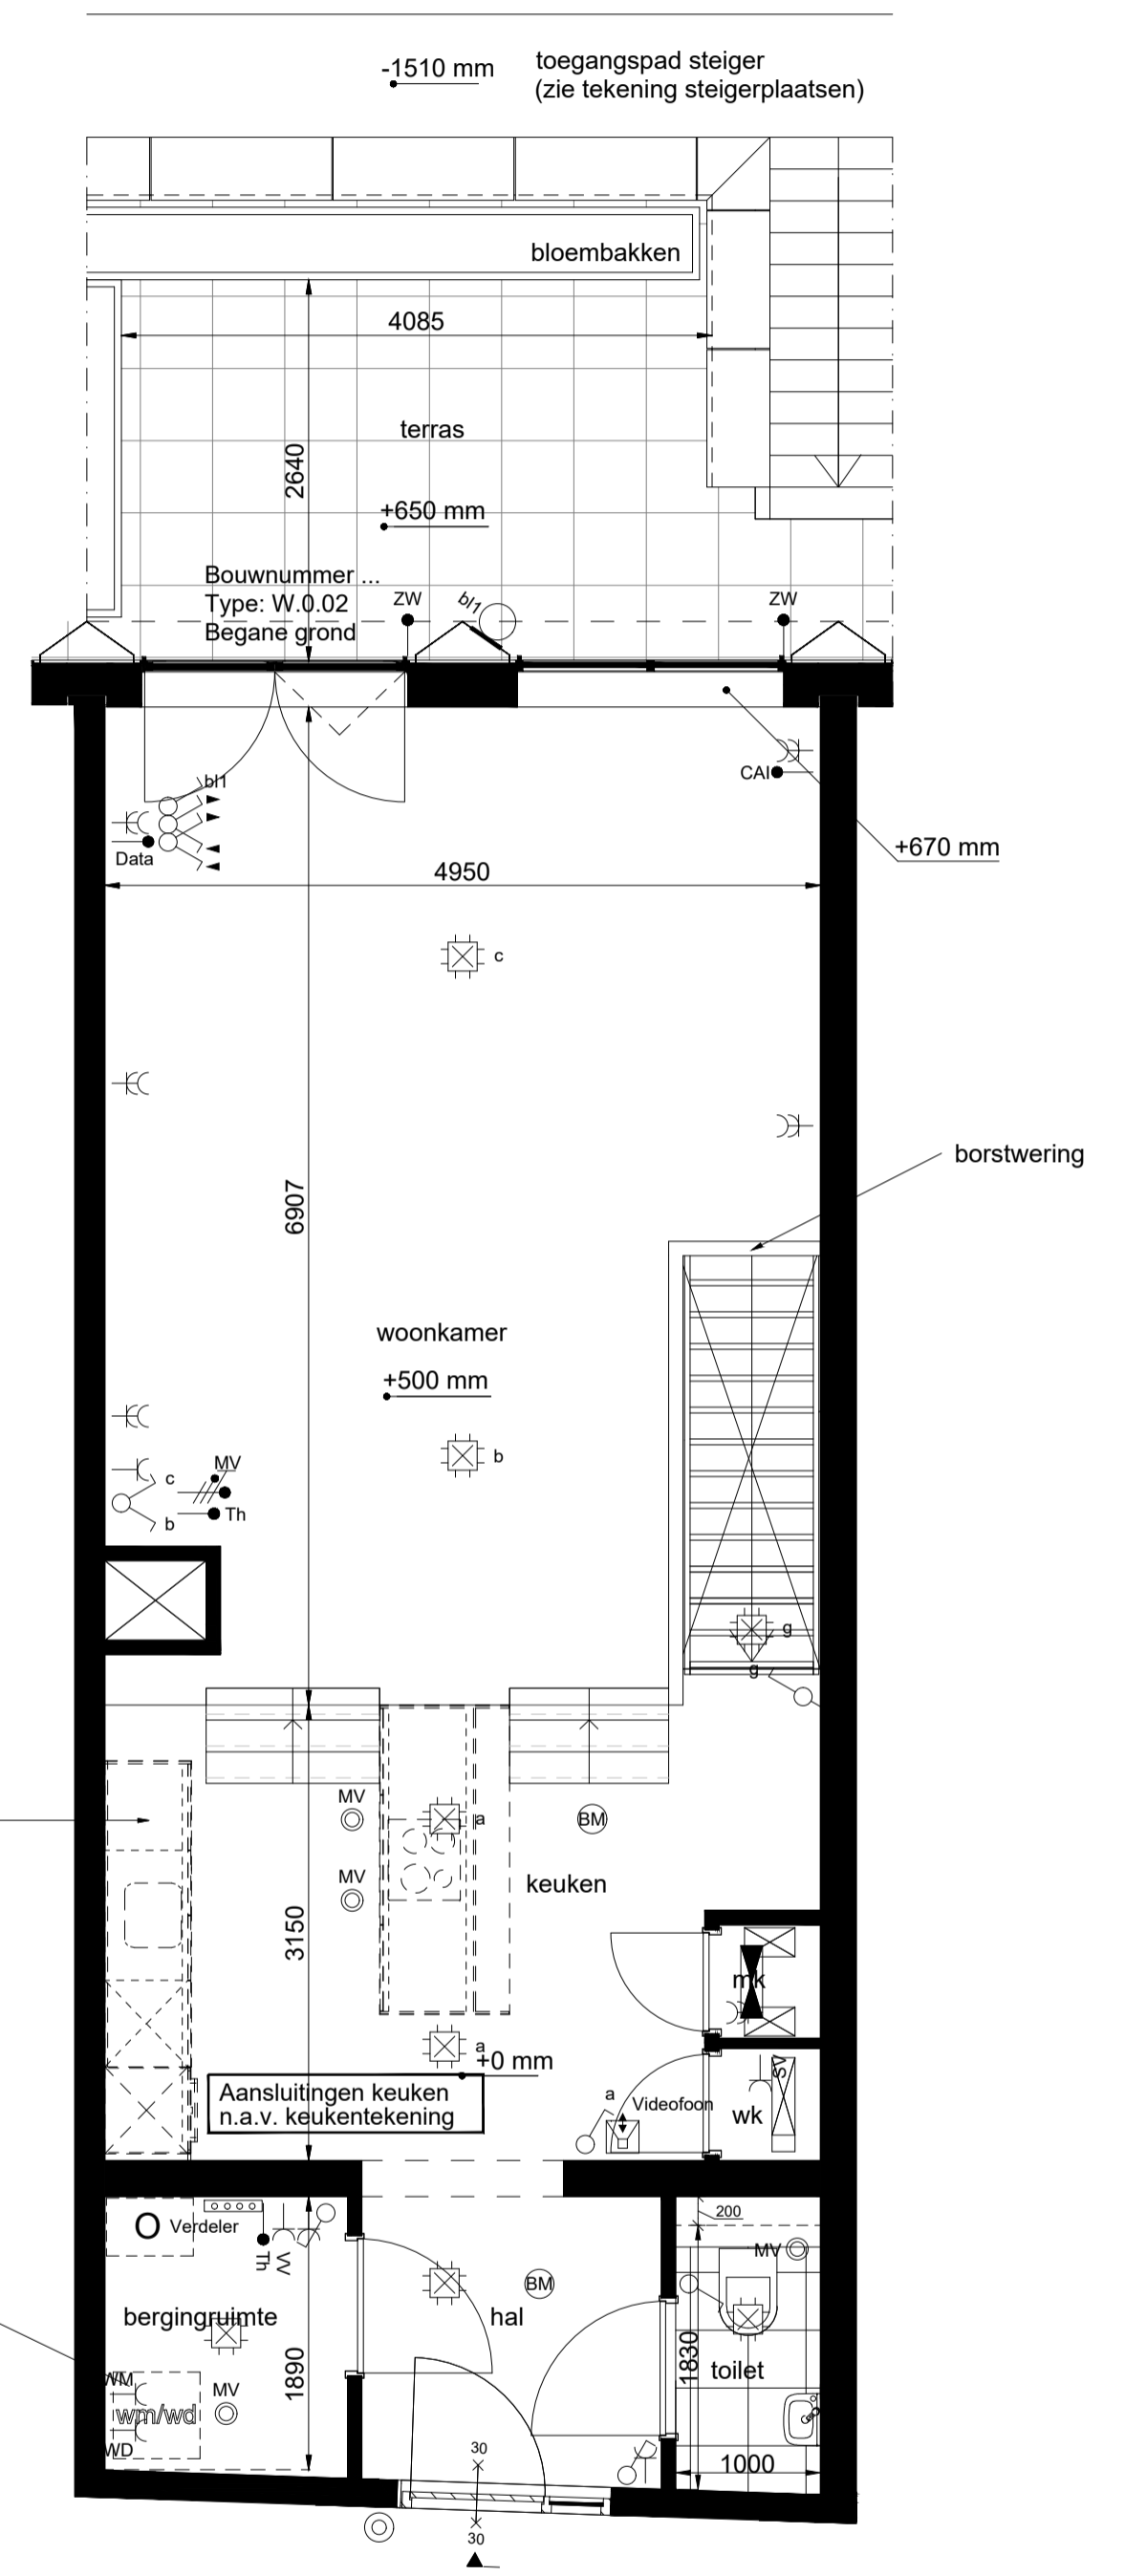 -1510 mm
toegangspad steiger
(zie tekening steigerplaatsen)
bloembakken
4085
terras
2640
+650 mm
Bouwnummer ...
Type: W.0.02
Begane grond
ZW
bl1
ZW
bl1
CAI
Data
+670 mm
4950
c
6907
borstwering
woonkamer
+500 mm
b
MV
c
Th
b
g
g
MV
a
BM
MV
keuken
3150
mk
a
+0 mm
Aansluitingen keuken
n.a.v. keukentekening
a
Videofoon
SV
wk
200
O
Verdeler
Th
VV
MV
BM
bergingruimte
hal
1830
toilet
1890
WM
MV
wm/wd
WD
30
1000
30